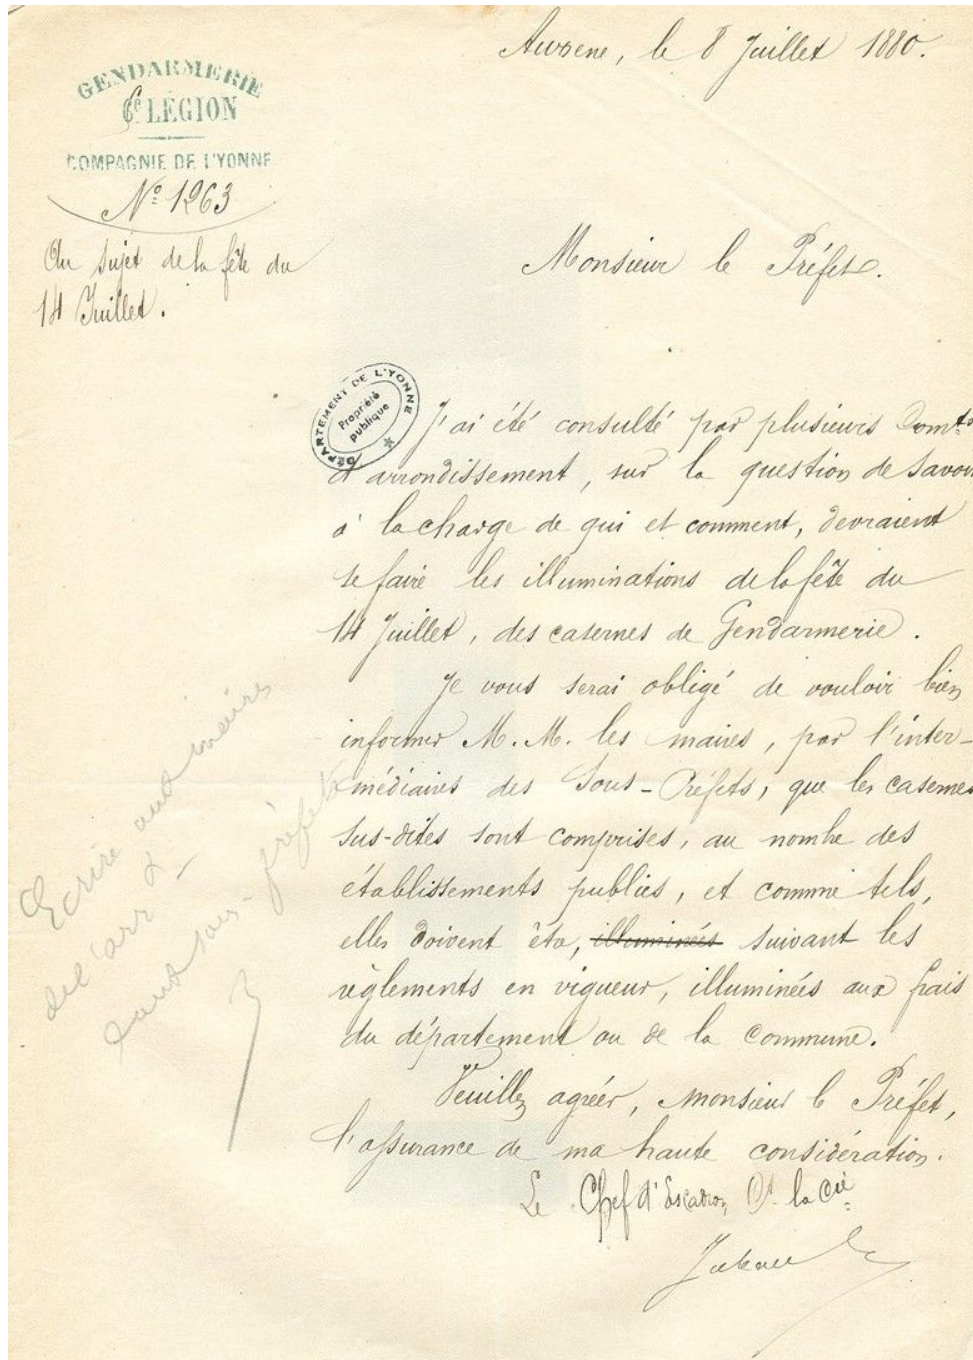 Auxerre, le 8 Juillet 1880.
GENDARMERIE
6e LÉGION
COMPAGNIE DE L'YONNE
N° 1263
Au sujet de la fête du
14 Juillet.
Monsieur le Préfet.
DÉPARTEMENT DE L'YONNE
Propriété
publique
J'ai été consulté par plusieurs Comts
d'arrondissement, sur la question de savoir
à la charge de qui et comment, devraient
se faire les illuminations de la fête du
14 Juillet, des casernes de Gendarmerie.
Je vous serai obligé de vouloir bien
informer M.M. les maires, par l'inter-
médiaires des Sous-Préfets, que les casernes
sus-dites sont comprises, au nombre des
établissements publics, et comme tels,
elles doivent être, illuminés suivant les
règlements en vigueur, illuminées aux frais
du département ou de la commune.
Veuillez agréer, Monsieur le Préfet,
l'assurance de ma haute considération.
Le Chef d'Escadron, Ct la Cie
Ecrire aux maires
de l'arr &
aux sous-préfets